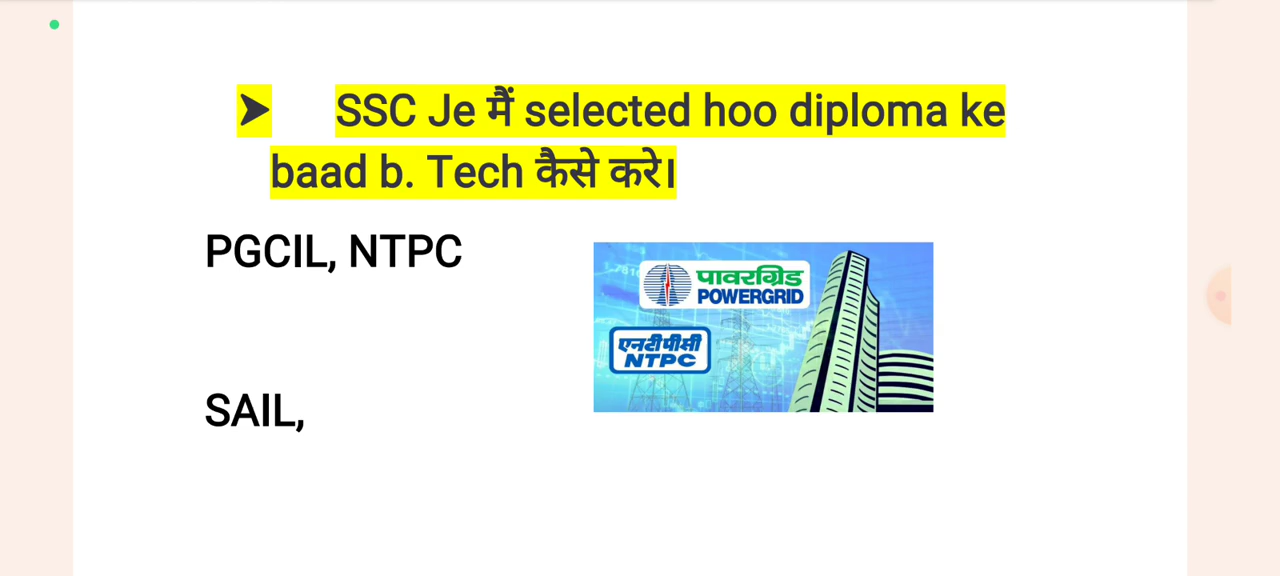 ➤ SSC Je मैं selected hoo diploma ke
baad b. Tech कैसे करे।
PGCIL, NTPC
पावरग्रिड
POWERGRID
एनटीपीसी
NTPC
SAIL,